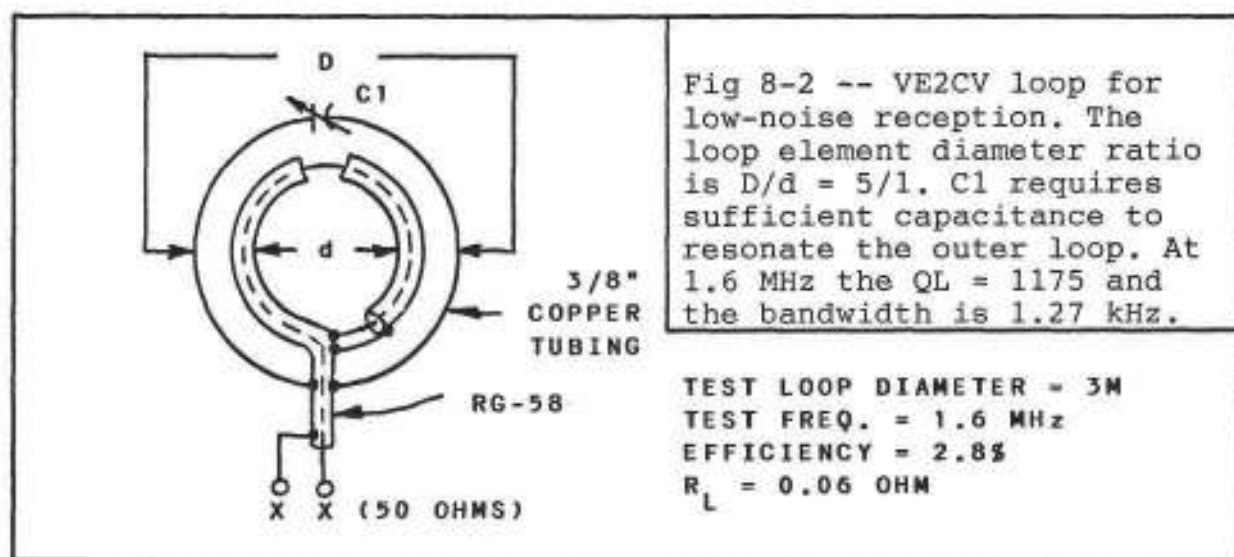 D
C1
d
3/8"
COPPER
TUBING
RG-58
X X (50 OHMS)
Fig 8-2 -- VE2CV loop for
low-noise reception. The
loop element diameter ratio
is D/d = 5/1. C1 requires
sufficient capacitance to
resonate the outer loop. At
1.6 MHz the QL = 1175 and
the bandwidth is 1.27 kHz.
TEST LOOP DIAMETER = 3M
TEST FREQ. = 1.6 MHz
EFFICIENCY = 2.8%
RL = 0.06 OHM